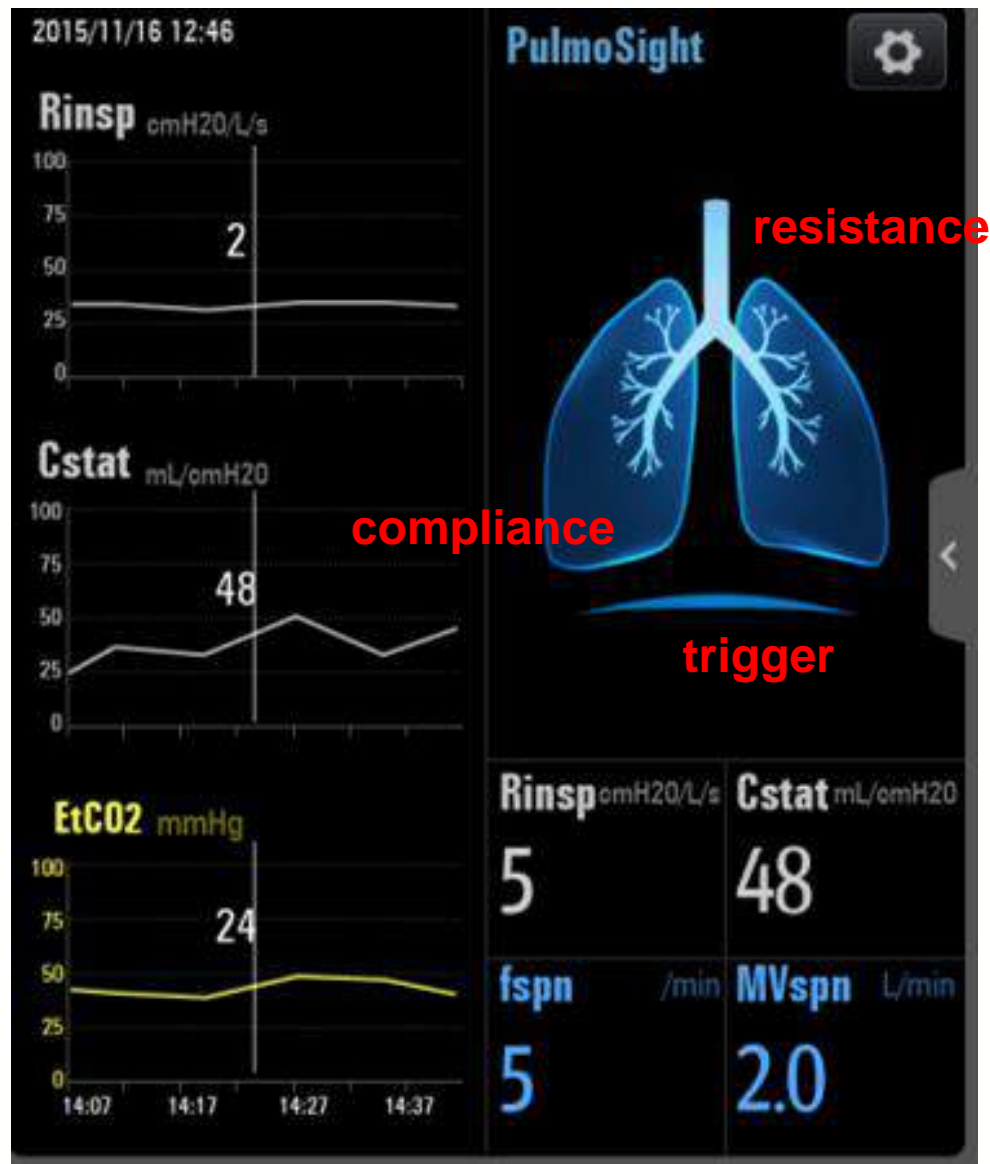 2015/11/16 12:46
PulmoSight
Rinsp cmH20/L/s
100
75
2
50
25
0
resistance
Cstat mL/cmH20
100
75
48
50
25
0
compliance
trigger
EtCO2 mmHg
100
75
24
50
25
0
14:07 14:17 14:27 14:37
Rinsp cmH20/L/s
5
Cstat mL/cmH20
48
fspn /min
5
MVspn L/min
2.0